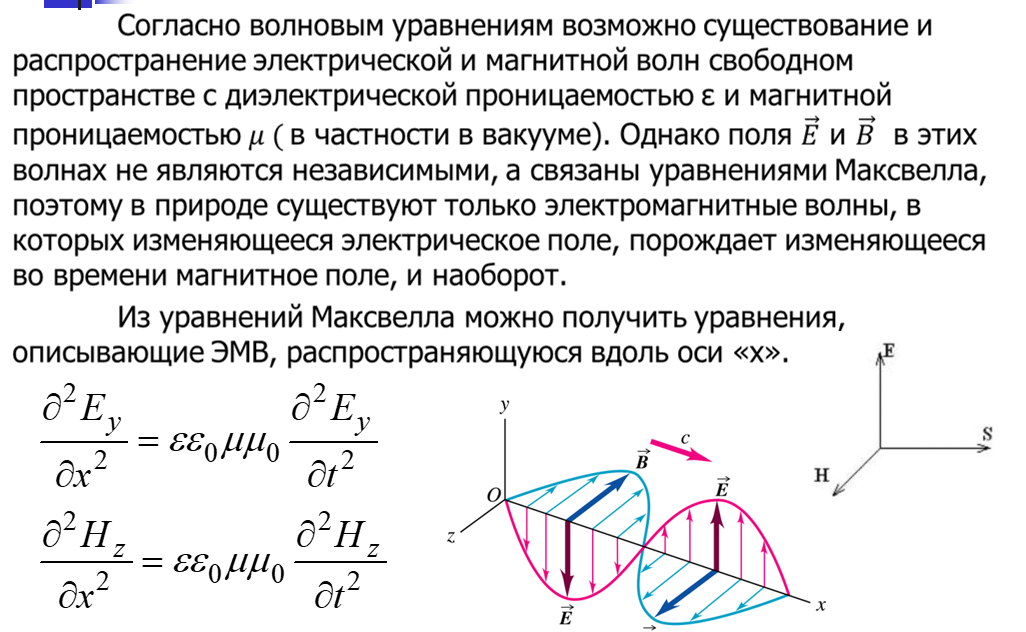 Согласно волновым уравнениям возможно существование и
распространение электрической и магнитной волн свободном
пространстве с диэлектрической проницаемостью ε и магнитной
проницаемостью 𝜇 ( в частности в вакууме). Однако поля E⃗ и B⃗ в этих
волнах не являются независимыми, а связаны уравнениями Максвелла,
поэтому в природе существуют только электромагнитные волны, в
которых изменяющееся электрическое поле, порождает изменяющееся
во времени магнитное поле, и наоборот.
Из уравнений Максвелла можно получить уравнения,
описывающие ЭМВ, распространяющуюся вдоль оси «x».
∂²E_y/∂x² = εε₀μμ₀ ∂²E_y/∂t²
∂²H_z/∂x² = εε₀μμ₀ ∂²H_z/∂t²
y
c
B⃗
E⃗
O
z
E⃗
x
E
S
H